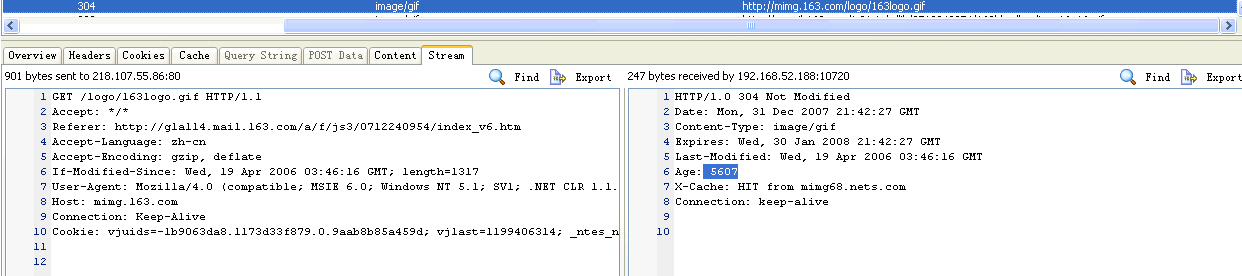 304 image/gif http://mimg.163.com/logo/163logo.gif
Overview Headers Cookies Cache Query String POST Data Content Stream
901 bytes sent to 218.107.55.86:80 Find Export
1 GET /logo/163logo.gif HTTP/1.1
2 Accept: */*
3 Referer: http://g1a114.mail.163.com/a/f/js3/0712240954/index_v6.htm
4 Accept-Language: zh-cn
5 Accept-Encoding: gzip, deflate
6 If-Modified-Since: Wed, 19 Apr 2006 03:46:16 GMT; length=1317
7 User-Agent: Mozilla/4.0 (compatible; MSIE 6.0; Windows NT 5.1; SV1; .NET CLR 1.1.
8 Host: mimg.163.com
9 Connection: Keep-Alive
10 Cookie: vjuids=-1b9063da8.1173d33f879.0.9aab8b85a459d; vjlast=1199406314; _ntes_n
11
12
247 bytes received by 192.168.52.188:10720 Find Export
1 HTTP/1.0 304 Not Modified
2 Date: Mon, 31 Dec 2007 21:42:27 GMT
3 Content-Type: image/gif
4 Expires: Wed, 30 Jan 2008 21:42:27 GMT
5 Last-Modified: Wed, 19 Apr 2006 03:46:16 GMT
6 Age: 5607
7 X-Cache: HIT from mimg68.nets.com
8 Connection: keep-alive
9
10